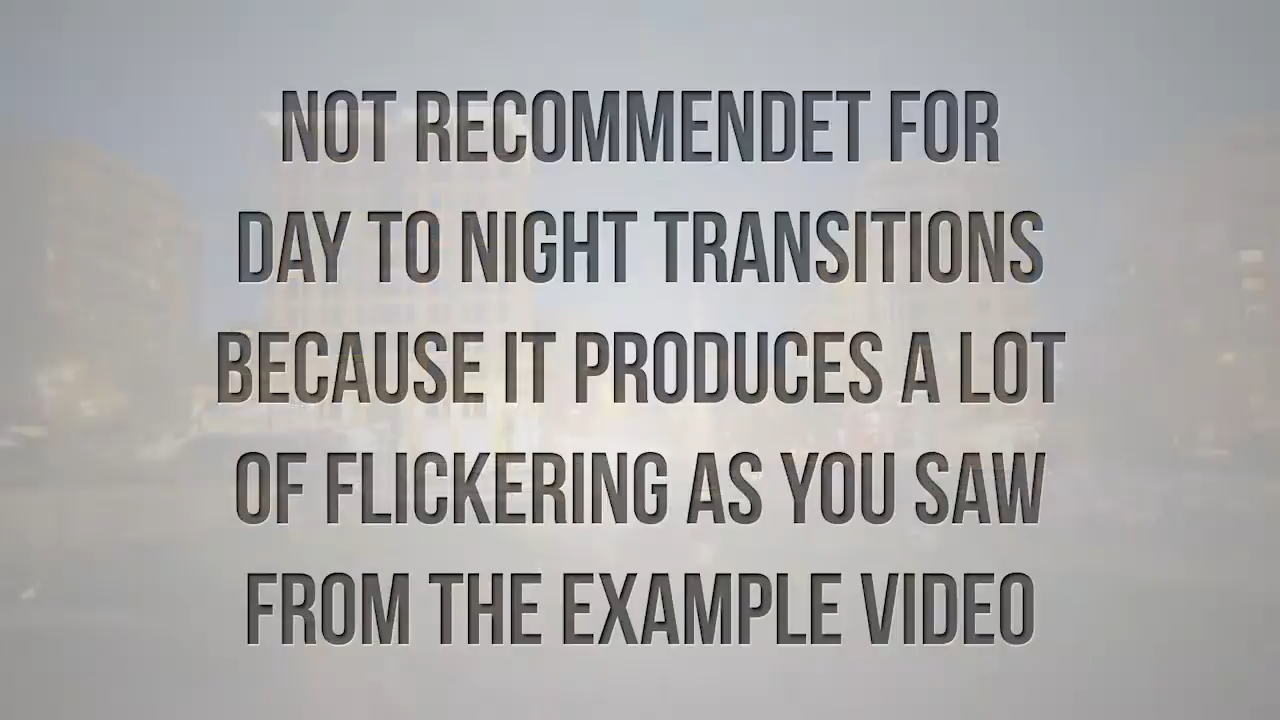 NOT RECOMMENDET FOR
DAY TO NIGHT TRANSITIONS
BECAUSE IT PRODUCES A LOT
OF FLICKERING AS YOU SAW
FROM THE EXAMPLE VIDEO